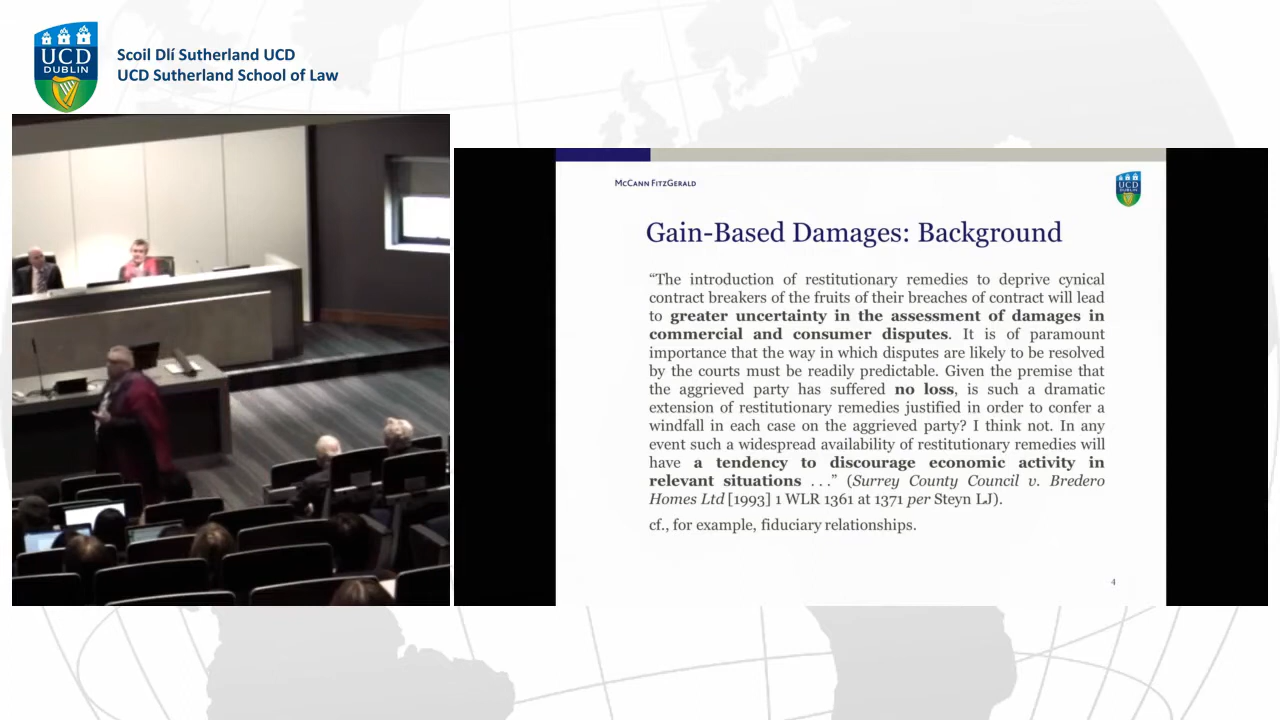 UCD
DUBLIN
Scoil Dlí Sutherland UCD
UCD Sutherland School of Law
McCann FitzGerald
UCD
DUBLIN
Gain-Based Damages: Background
“The introduction of restitutionary remedies to deprive cynical
contract breakers of the fruits of their breaches of contract will lead
to greater uncertainty in the assessment of damages in
commercial and consumer disputes. It is of paramount
importance that the way in which disputes are likely to be resolved
by the courts must be readily predictable. Given the premise that
the aggrieved party has suffered no loss, is such a dramatic
extension of restitutionary remedies justified in order to confer a
windfall in each case on the aggrieved party? I think not. In any
event such a widespread availability of restitutionary remedies will
have a tendency to discourage economic activity in
relevant situations . . .” (Surrey County Council v. Bredero
Homes Ltd [1993] 1 WLR 1361 at 1371 per Steyn LJ).
cf., for example, fiduciary relationships.
4